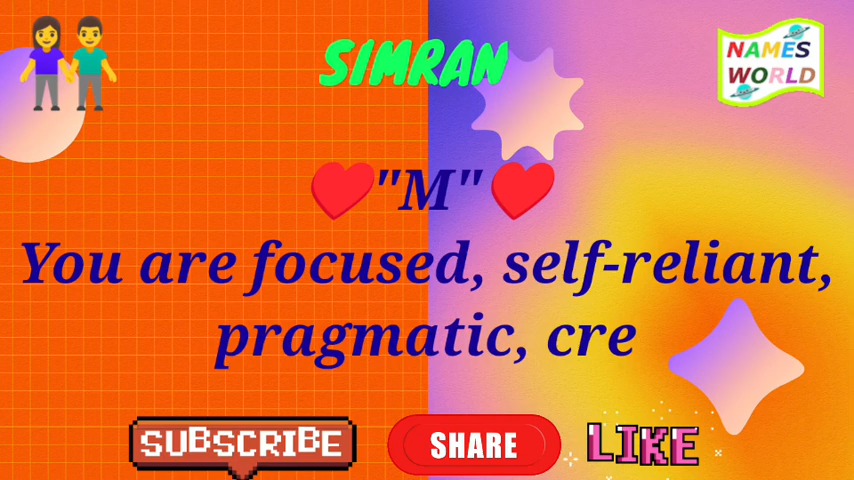 SIMRAN
NAMES
WORLD
"M"
You are focused, self-reliant,
pragmatic, cre
SUBSCRIBE
SHARE
LIKE